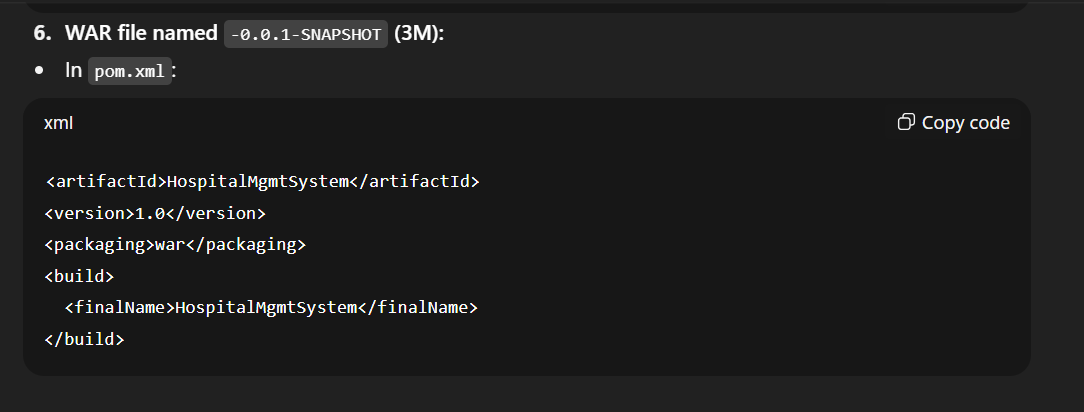 6. WAR file named -0.0.1-SNAPSHOT (3M):
• In pom.xml:
xml
Copy code
<artifactId>HospitalMgmtSystem</artifactId>
<version>1.0</version>
<packaging>war</packaging>
<build>
  <finalName>HospitalMgmtSystem</finalName>
</build>